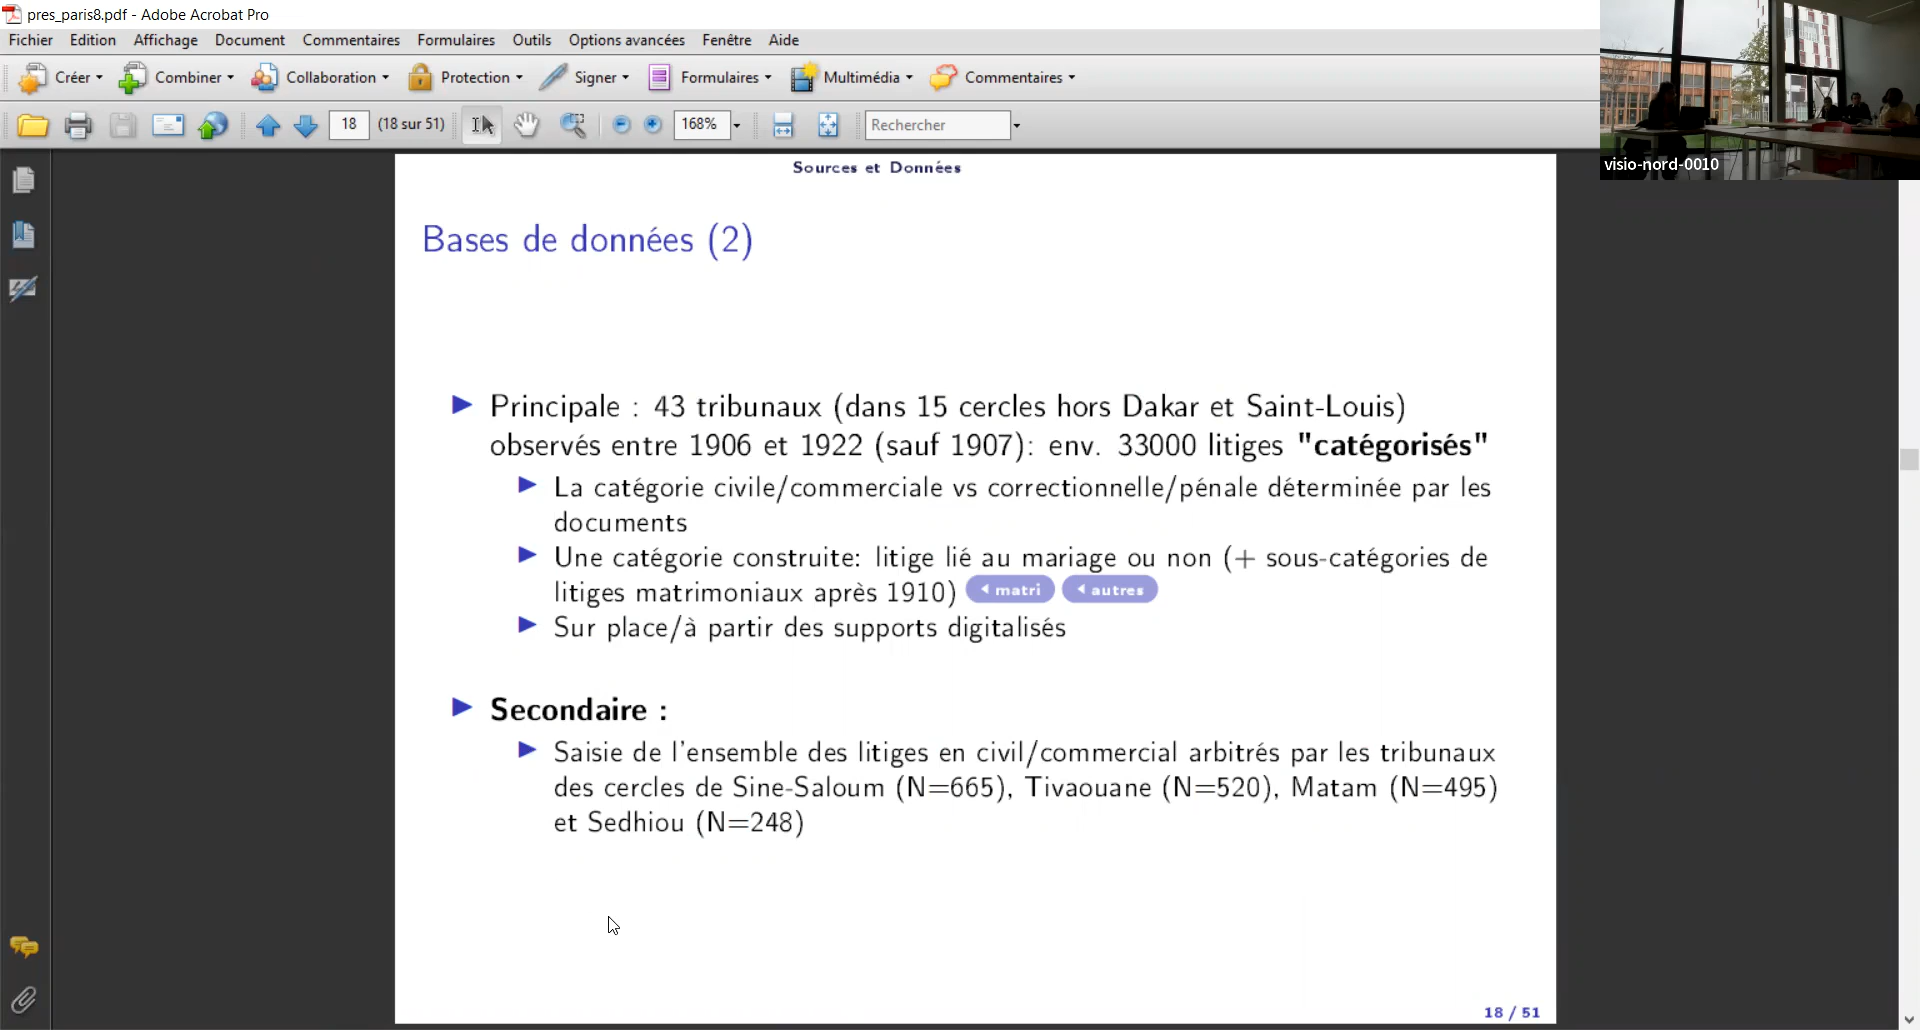 pres_paris8.pdf - Adobe Acrobat Pro
Fichier Edition Affichage Document Commentaires Formulaires Outils Options avancées Fenêtre Aide
Créer Combiner Collaboration Protection Signer Formulaires Multimédia Commentaires
18 (18 sur 51) 168% Rechercher
visio-nord-0010
Sources et Données
Bases de données (2)
Principale : 43 tribunaux (dans 15 cercles hors Dakar et Saint-Louis)
observés entre 1906 et 1922 (sauf 1907): env. 33000 litiges "catégorisés"
La catégorie civile/commerciale vs correctionnelle/pénale déterminée par les
documents
Une catégorie construite: litige lié au mariage ou non (+ sous-catégories de
litiges matrimoniaux après 1910) matri autres
Sur place/à partir des supports digitalisés
Secondaire :
Saisie de l'ensemble des litiges en civil/commercial arbitrés par les tribunaux
des cercles de Sine-Saloum (N=665), Tivaouane (N=520), Matam (N=495)
et Sedhiou (N=248)
18 / 51